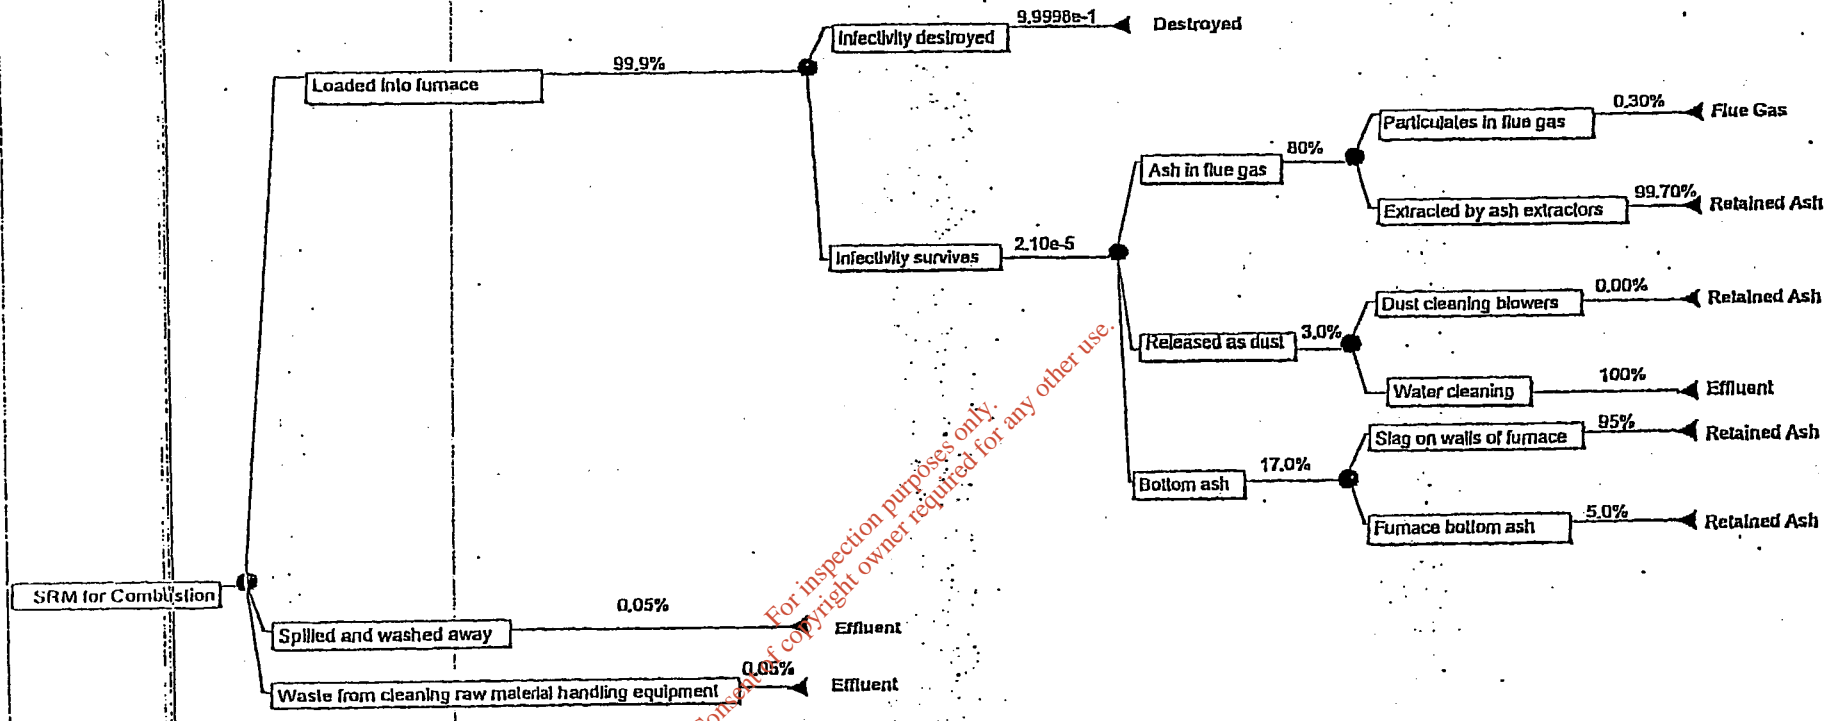 9.9998e-1
Destroyed
Infectivity destroyed
99.9%
Loaded into furnace
0.30%
Flue Gas
Particulates in flue gas
80%
Ash in flue gas
99.70%
Retained Ash
Extracted by ash extractors
2.10e-5
Infectivity survives
0.00%
Retained Ash
Dust cleaning blowers
3.0%
Released as dust
100%
Effluent
Water cleaning
95%
Retained Ash
Slag on walls of furnace
17.0%
Bottom ash
5.0%
Retained Ash
Furnace bottom ash
SRM for Combustion
0.05%
Effluent
Spilled and washed away
0.05%
Effluent
Waste from cleaning raw material handling equipment
For inspection purposes only.
Consent of copyright owner required for any other use.